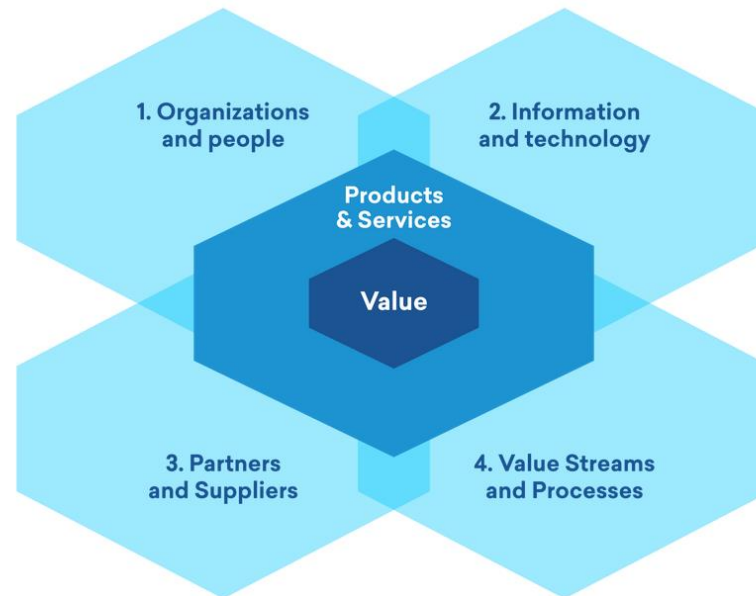 1. Organizations
and people
2. Information
and technology
Products
& Services
Value
3. Partners
and Suppliers
4. Value Streams
and Processes